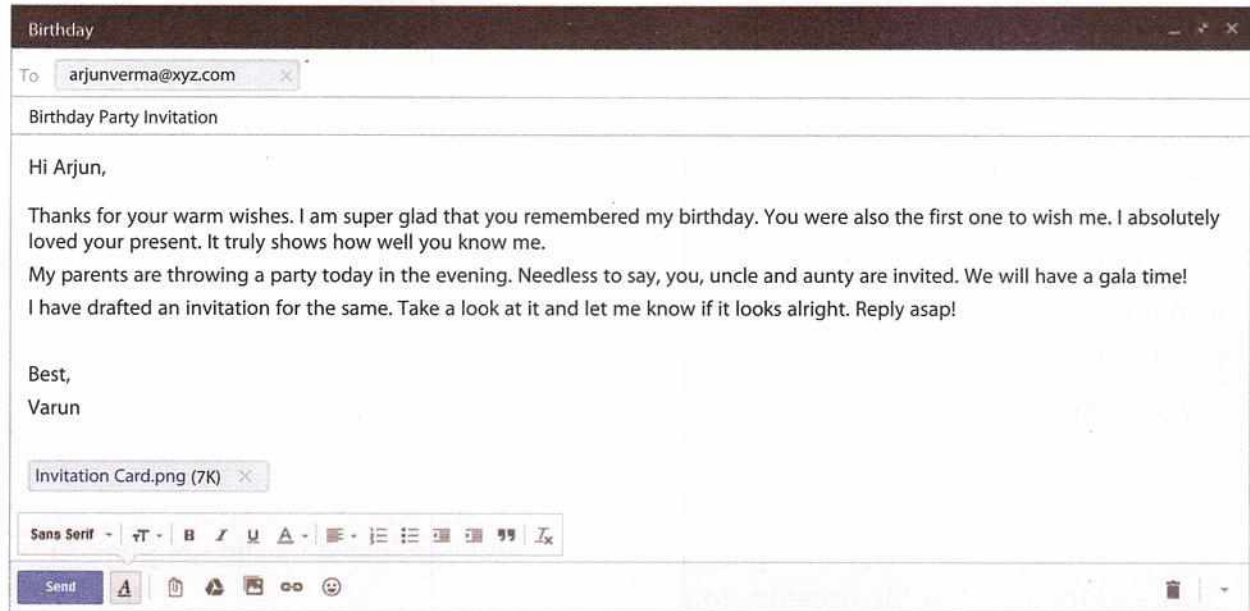 Birthday
To arjunverma@xyz.com
Birthday Party Invitation
Hi Arjun,
Thanks for your warm wishes. I am super glad that you remembered my birthday. You were also the first one to wish me. I absolutely
loved your present. It truly shows how well you know me.
My parents are throwing a party today in the evening. Needless to say, you, uncle and aunty are invited. We will have a gala time!
I have drafted an invitation for the same. Take a look at it and let me know if it looks alright. Reply asap!
Best,
Varun
Invitation Card.png (7K)
Sans Serif TT B I U A Tx
Send A